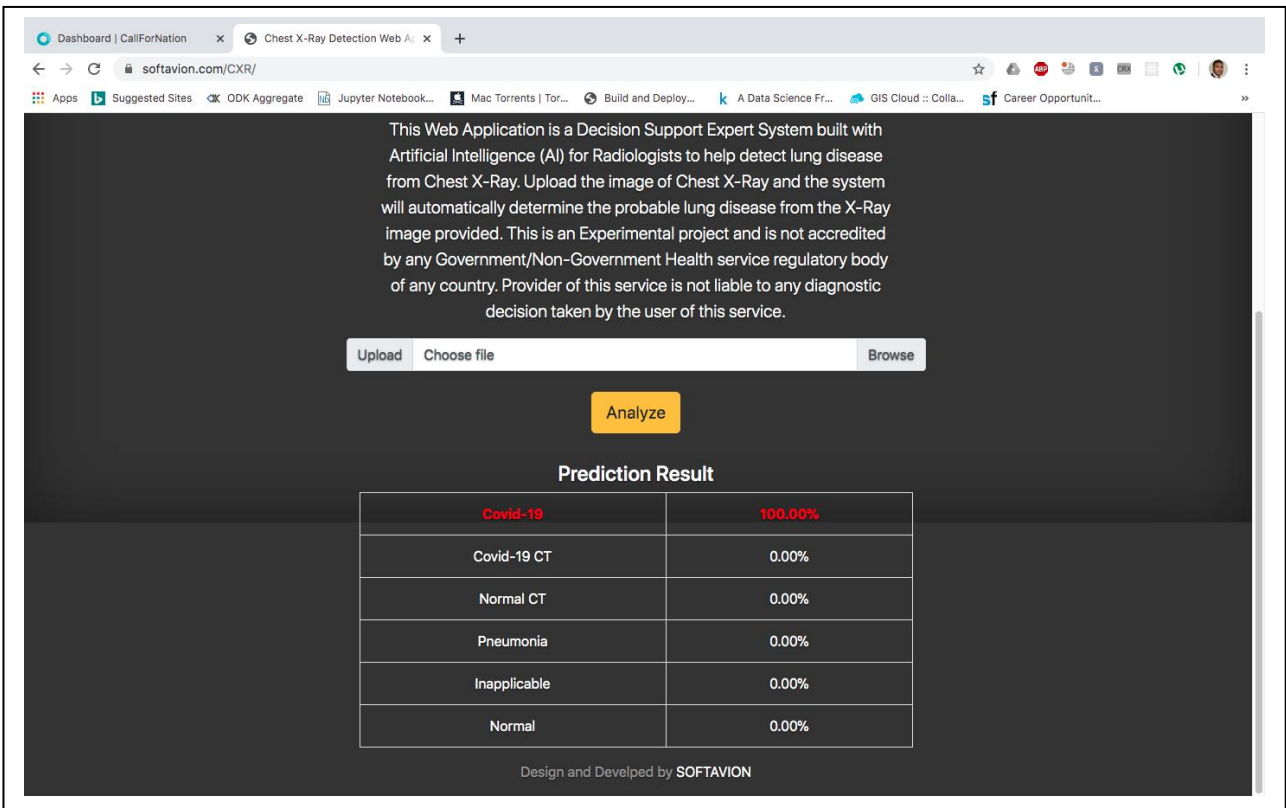 Dashboard | CallForNation
Chest X-Ray Detection Web Ap
softavion.com/CXR/
ABP
S
CRX
Apps
Suggested Sites
ODK Aggregate
Jupyter Notebook...
Mac Torrents | Tor...
Build and Deploy...
k A Data Science Fr...
GIS Cloud :: Colla...
Sf Career Opportunit...
This Web Application is a Decision Support Expert System built with
Artificial Intelligence (AI) for Radiologists to help detect lung disease
from Chest X-Ray. Upload the image of Chest X-Ray and the system
will automatically determine the probable lung disease from the X-Ray
image provided. This is an Experimental project and is not accredited
by any Government/Non-Government Health service regulatory body
of any country. Provider of this service is not liable to any diagnostic
decision taken by the user of this service.
Upload Choose file Browse
Analyze
Prediction Result
Covid-19 100.00%
Covid-19 CT 0.00%
Normal CT 0.00%
Pneumonia 0.00%
Inapplicable 0.00%
Normal 0.00%
Design and Develped by SOFTAVION